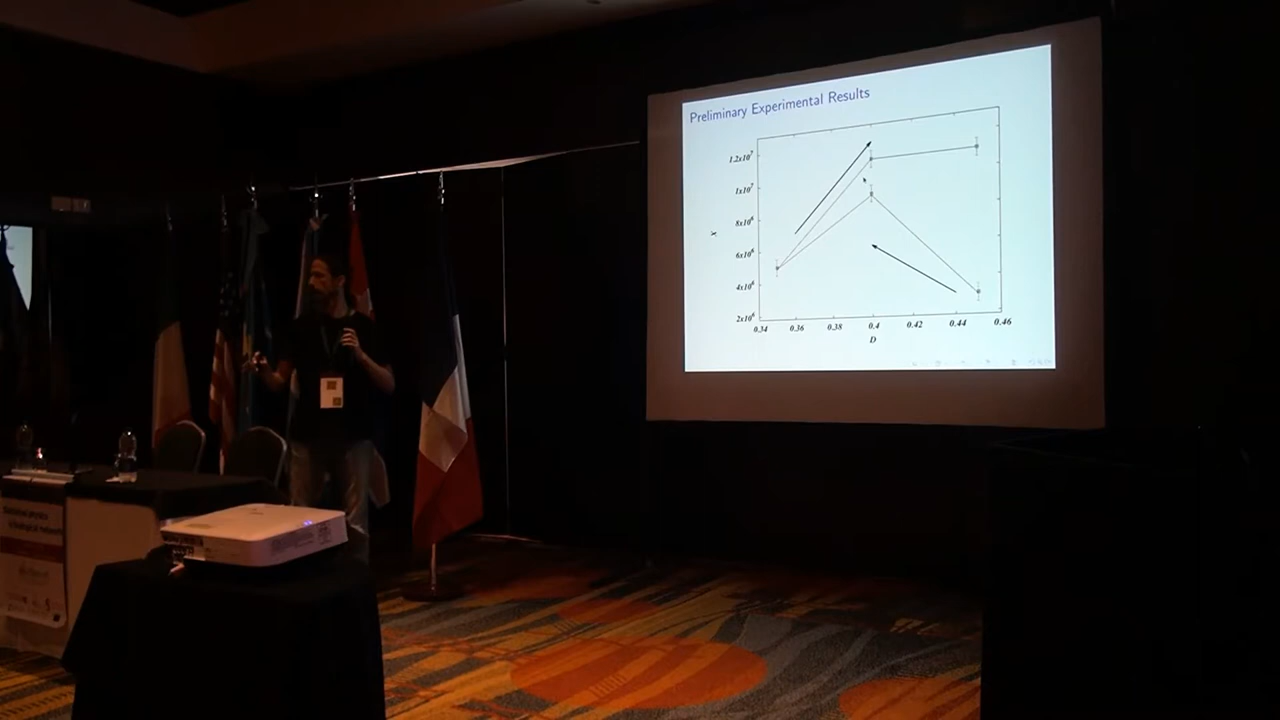 Preliminary Experimental Results
1.2x10⁷
1x10⁷
8x10⁶
6x10⁶
4x10⁶
2x10⁶
X
0.34 0.36 0.38 0.4 0.42 0.44 0.46
D